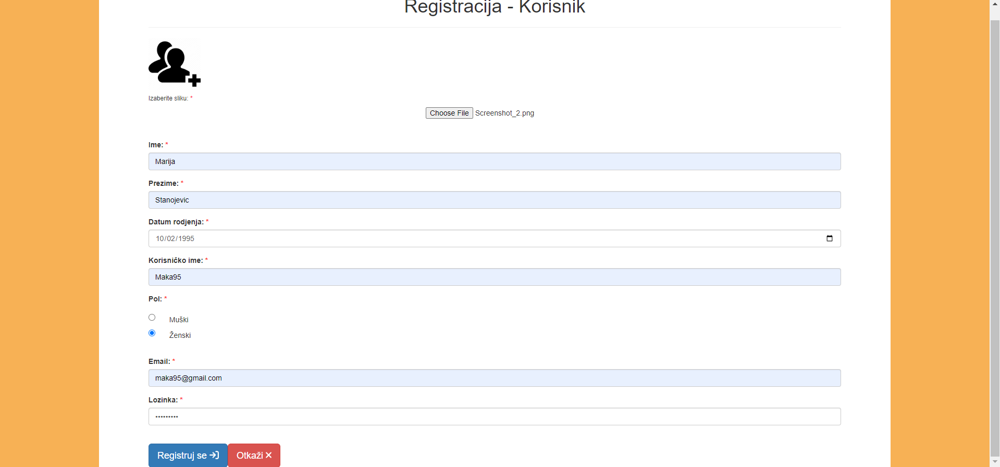 Registracija - Korisnik
Izaberite sliku: *
Choose File Screenshot_2.png
Ime: *
Marija
Prezime: *
Stanojevic
Datum rodjenja: *
10/02/1995
Korisničko ime: *
Maka95
Pol: *
Muški
Ženski
Email: *
maka95@gmail.com
Lozinka: *
•••••••••
Registruj se Otkaži